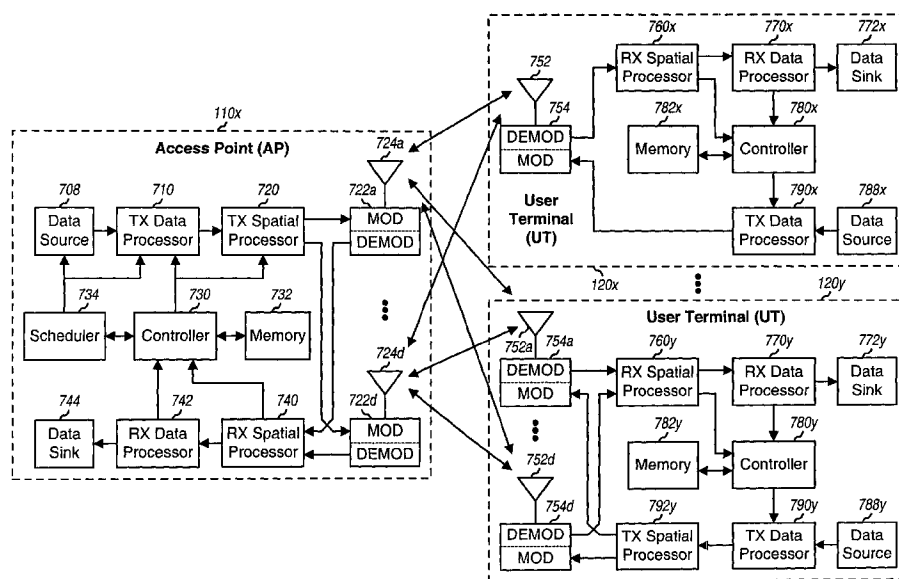 110x
Access Point (AP)
724a
708
710
720
722a
Data
Source
TX Data
Processor
TX Spatial
Processor
MOD
DEMOD
734
730
732
Scheduler
Controller
Memory
724d
744
742
740
722d
Data
Sink
RX Data
Processor
RX Spatial
Processor
MOD
DEMOD
752
754
DEMOD
MOD
User
Terminal
(UT)
760x
770x
772x
RX Spatial
Processor
RX Data
Processor
Data
Sink
782x
780x
Memory
Controller
790x
788x
TX Data
Processor
Data
Source
120x
120y
User Terminal (UT)
752a
754a
760y
770y
772y
DEMOD
MOD
RX Spatial
Processor
RX Data
Processor
Data
Sink
782y
780y
Memory
Controller
752d
754d
792y
790y
788y
DEMOD
MOD
TX Spatial
Processor
TX Data
Processor
Data
Source